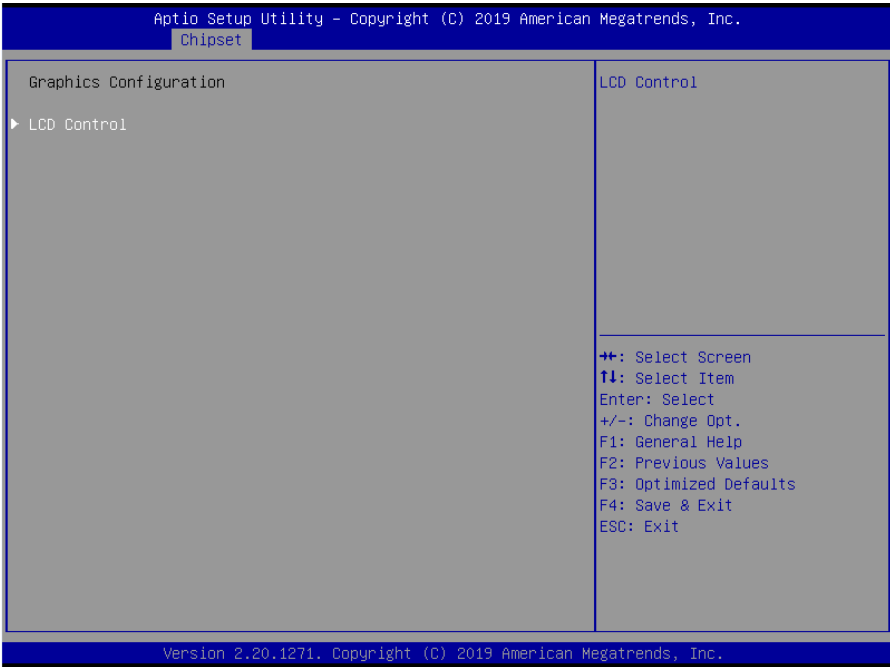 Aptio Setup Utility – Copyright (C) 2019 American Megatrends, Inc.
Chipset
Graphics Configuration
▶ LCD Control
LCD Control
→←: Select Screen
↑↓: Select Item
Enter: Select
+/-: Change Opt.
F1: General Help
F2: Previous Values
F3: Optimized Defaults
F4: Save & Exit
ESC: Exit
Version 2.20.1271. Copyright (C) 2019 American Megatrends, Inc.